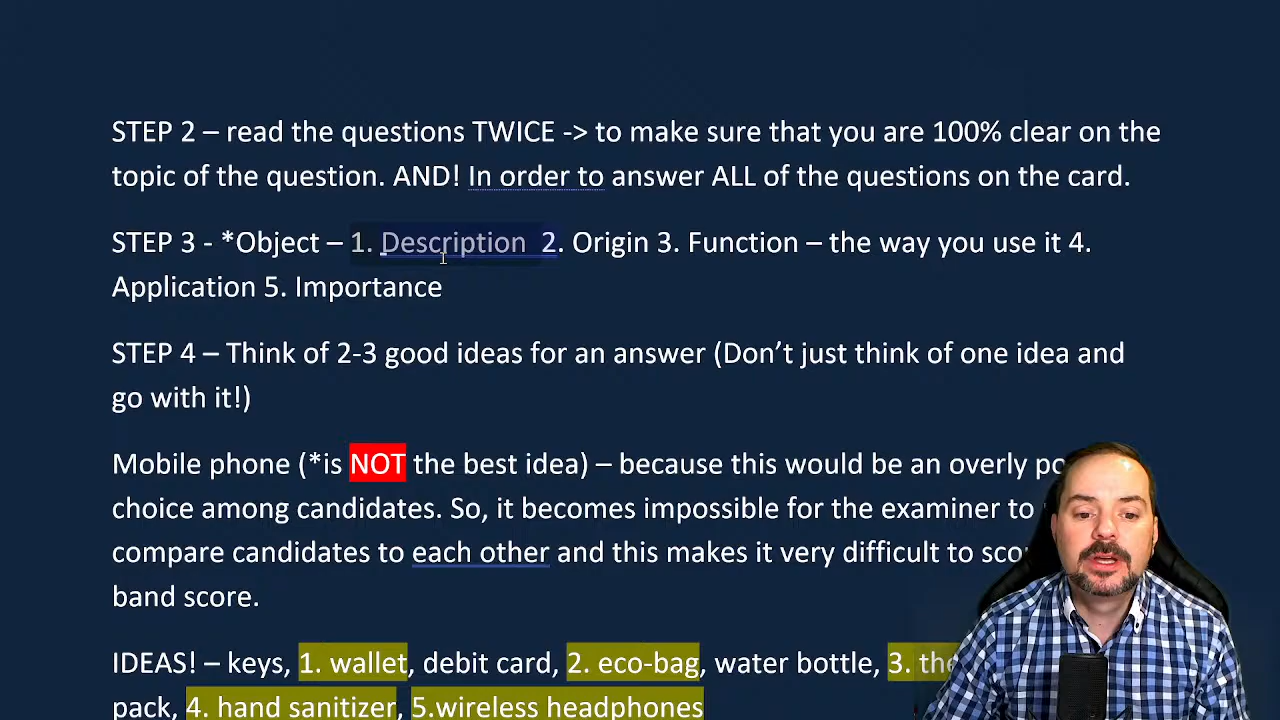 STEP 2 – read the questions TWICE -> to make sure that you are 100% clear on the
topic of the question. AND! In order to answer ALL of the questions on the card.
STEP 3 - *Object – 1. Description 2. Origin 3. Function – the way you use it 4.
Application 5. Importance
STEP 4 – Think of 2-3 good ideas for an answer (Don’t just think of one idea and
go with it!)
Mobile phone (*is NOT the best idea) – because this would be an overly
choice among candidates. So, it becomes impossible for the examiner to
compare candidates to each other and this makes it very difficult to
band score.
IDEAS! – keys, 1. wallet, debit card, 2. eco-bag, water bottle, 3.
pack, 4. hand sanitizer, 5.wireless headphones